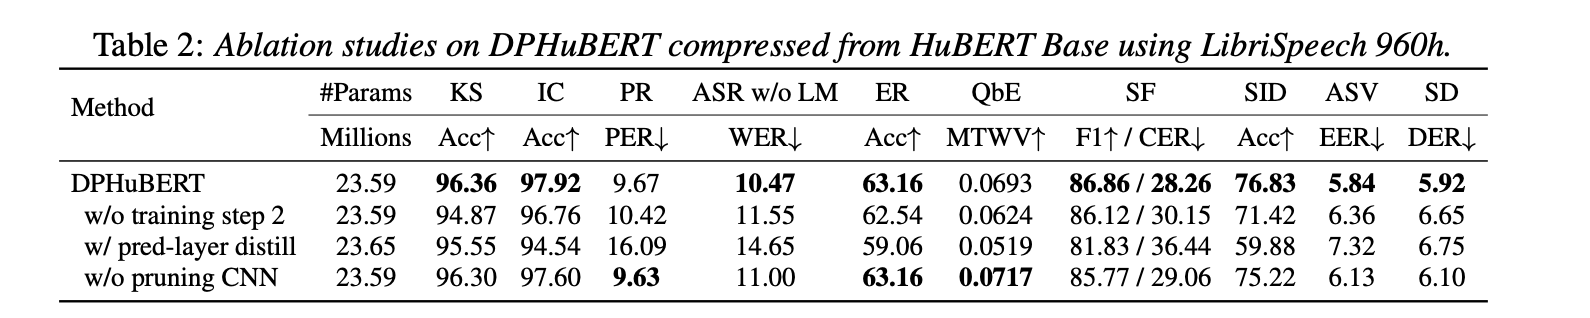 Table 2: Ablation studies on DPHuBERT compressed from HuBERT Base using LibriSpeech 960h.
Method #Params KS IC PR ASR w/o LM ER QbE SF SID ASV SD
Millions Acc↑ Acc↑ PER↓ WER↓ Acc↑ MTWV↑ F1↑ / CER↓ Acc↑ EER↓ DER↓
DPHuBERT 23.59 96.36 97.92 9.67 10.47 63.16 0.0693 86.86 / 28.26 76.83 5.84 5.92
w/o training step 2 23.59 94.87 96.76 10.42 11.55 62.54 0.0624 86.12 / 30.15 71.42 6.36 6.65
w/ pred-layer distill 23.65 95.55 94.54 16.09 14.65 59.06 0.0519 81.83 / 36.44 59.88 7.32 6.75
w/o pruning CNN 23.59 96.30 97.60 9.63 11.00 63.16 0.0717 85.77 / 29.06 75.22 6.13 6.10